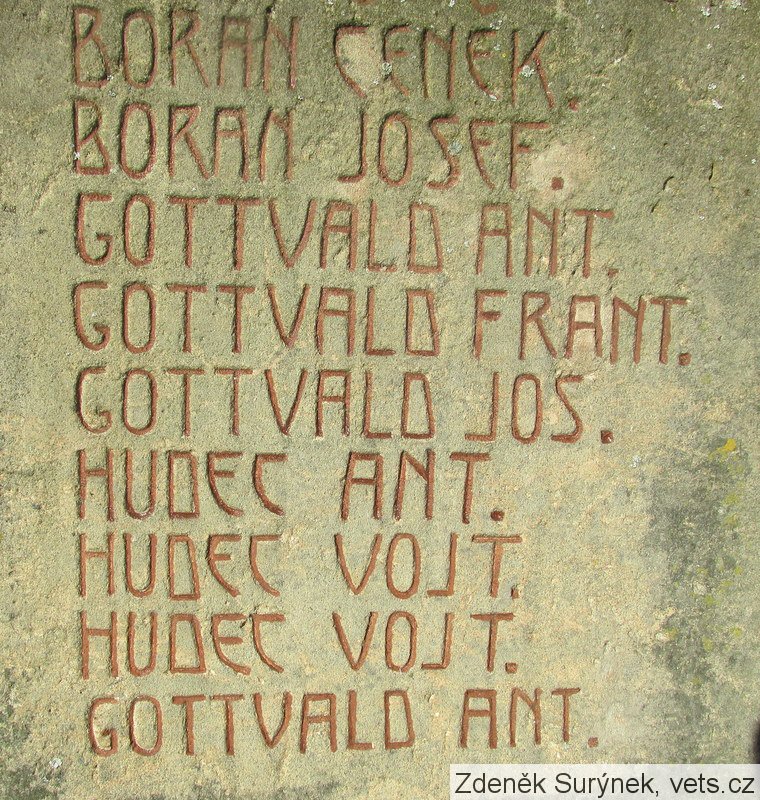 BORAN ČENĚK.
BORAN JOSEF.
GOTTVALD ANT.
GOTTVALD FRANT.
GOTTVALD JOS.
HUDEC ANT.
HUDEC VOJT.
HUDEC VOJT.
GOTTVALD ANT.
Zdeněk Surýnek, vets.cz